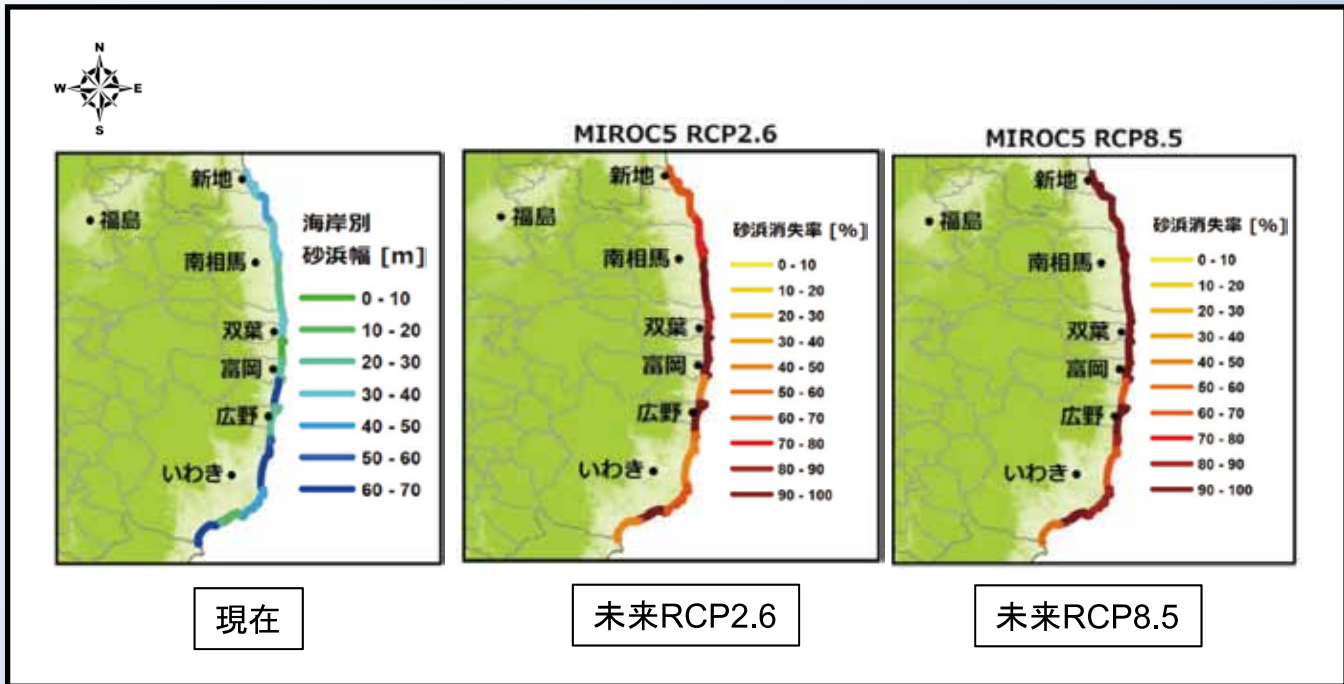 N
W E
S
新地
福島
南相馬
双葉
富岡
広野
いわき
海岸別
砂浜幅 [m]
0 - 10
10 - 20
20 - 30
30 - 40
40 - 50
50 - 60
60 - 70
現在
MIROC5 RCP2.6
新地
福島
南相馬
双葉
富岡
広野
いわき
砂浜消失率 [%]
0 - 10
10 - 20
20 - 30
30 - 40
40 - 50
50 - 60
60 - 70
70 - 80
80 - 90
90 - 100
未来RCP2.6
MIROC5 RCP8.5
新地
福島
南相馬
双葉
富岡
広野
いわき
砂浜消失率 [%]
0 - 10
10 - 20
20 - 30
30 - 40
40 - 50
50 - 60
60 - 70
70 - 80
80 - 90
90 - 100
未来RCP8.5